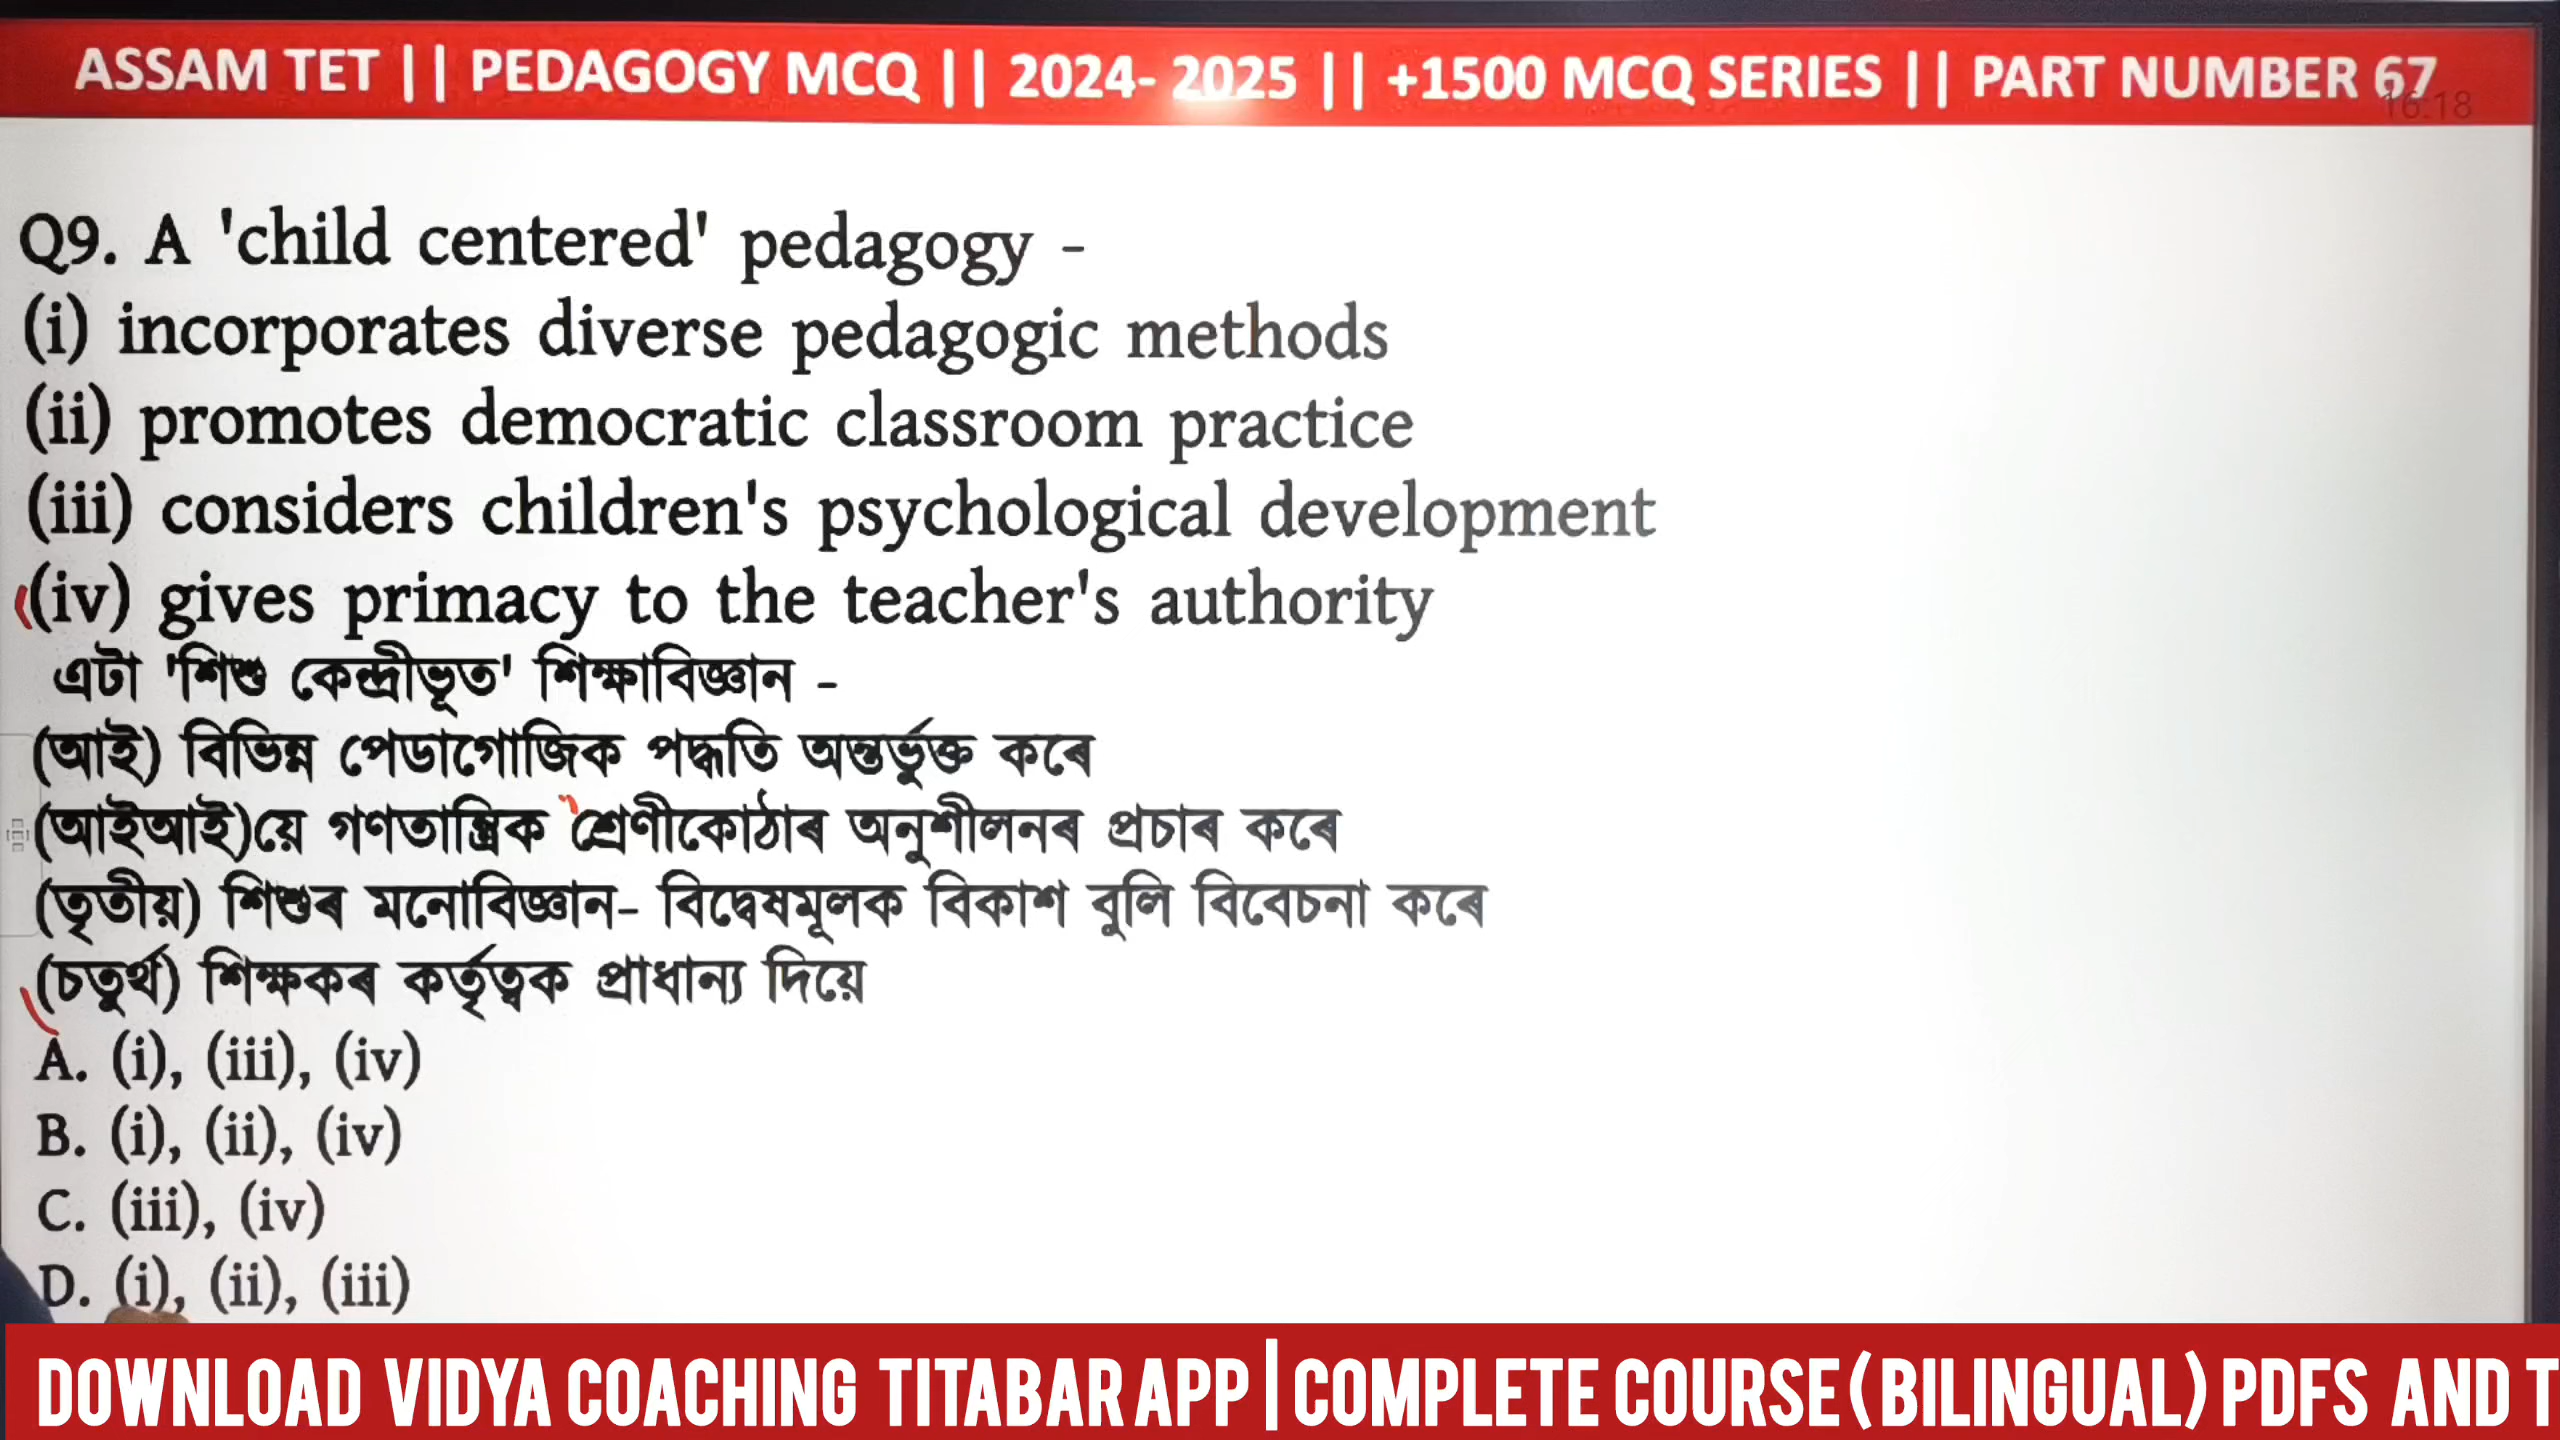 ASSAM TET || PEDAGOGY MCQ || 2024- 2025 || +1500 MCQ SERIES || PART NUMBER 67
16:18
Q9. A 'child centered' pedagogy -
(i) incorporates diverse pedagogic methods
(ii) promotes democratic classroom practice
(iii) considers children's psychological development
(iv) gives primacy to the teacher's authority
এটা 'শিশু কেন্দ্ৰীভূত' শিক্ষাবিজ্ঞান -
(আই) বিভিন্ন পেডাগোজিক পদ্ধতি অন্তৰ্ভুক্ত কৰে
(আইআই)য়ে গণতান্ত্ৰিক শ্ৰেণীকোঠাৰ অনুশীলনৰ প্ৰচাৰ কৰে
(তৃতীয়) শিশুৰ মনোবিজ্ঞান- বিদ্বেষমূলক বিকাশ বুলি বিবেচনা কৰে
(চতুৰ্থ) শিক্ষকৰ কৰ্তৃত্বক প্ৰাধান্য দিয়ে
A. (i), (iii), (iv)
B. (i), (ii), (iv)
C. (iii), (iv)
D. (i), (ii), (iii)
DOWNLOAD VIDYA COACHING TITABAR APP | COMPLETE COURSE (BILINGUAL) PDFS AND T